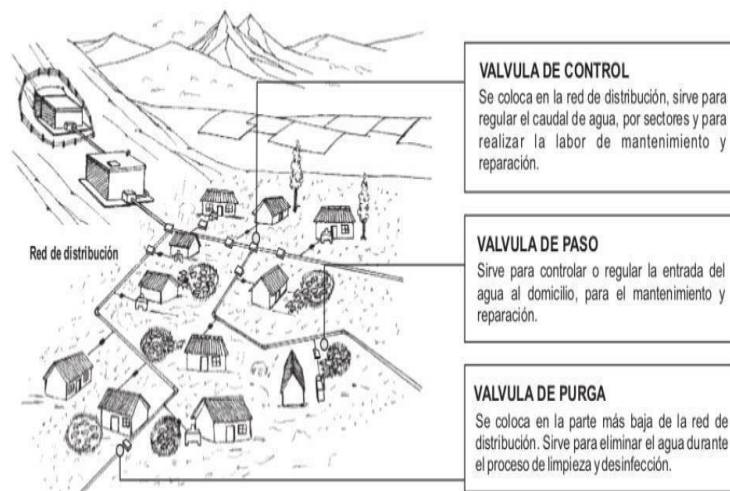 VALVULA DE CONTROL
Se coloca en la red de distribución, sirve para
regular el caudal de agua, por sectores y para
realizar la labor de mantenimiento y
reparación.
Red de distribución
VALVULA DE PASO
Sirve para controlar o regular la entrada del
agua al domicilio, para el mantenimiento y
reparación.
VALVULA DE PURGA
Se coloca en la parte más baja de la red de
distribución. Sirve para eliminar el agua durante
el proceso de limpieza y desinfección.